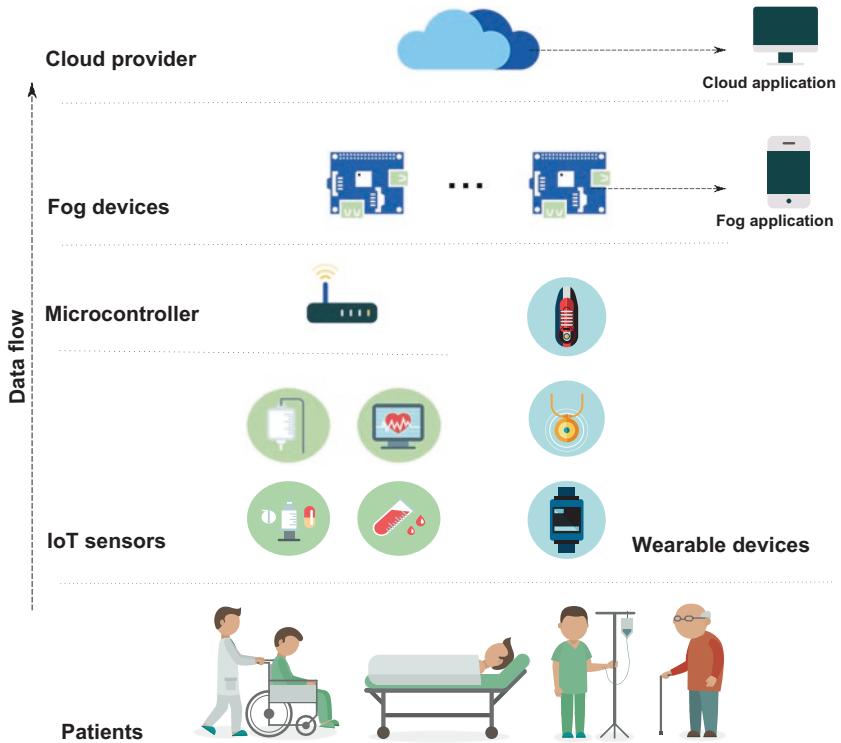 Cloud provider
Cloud application
Fog devices
Fog application
Microcontroller
Data flow
IoT sensors
Wearable devices
Patients